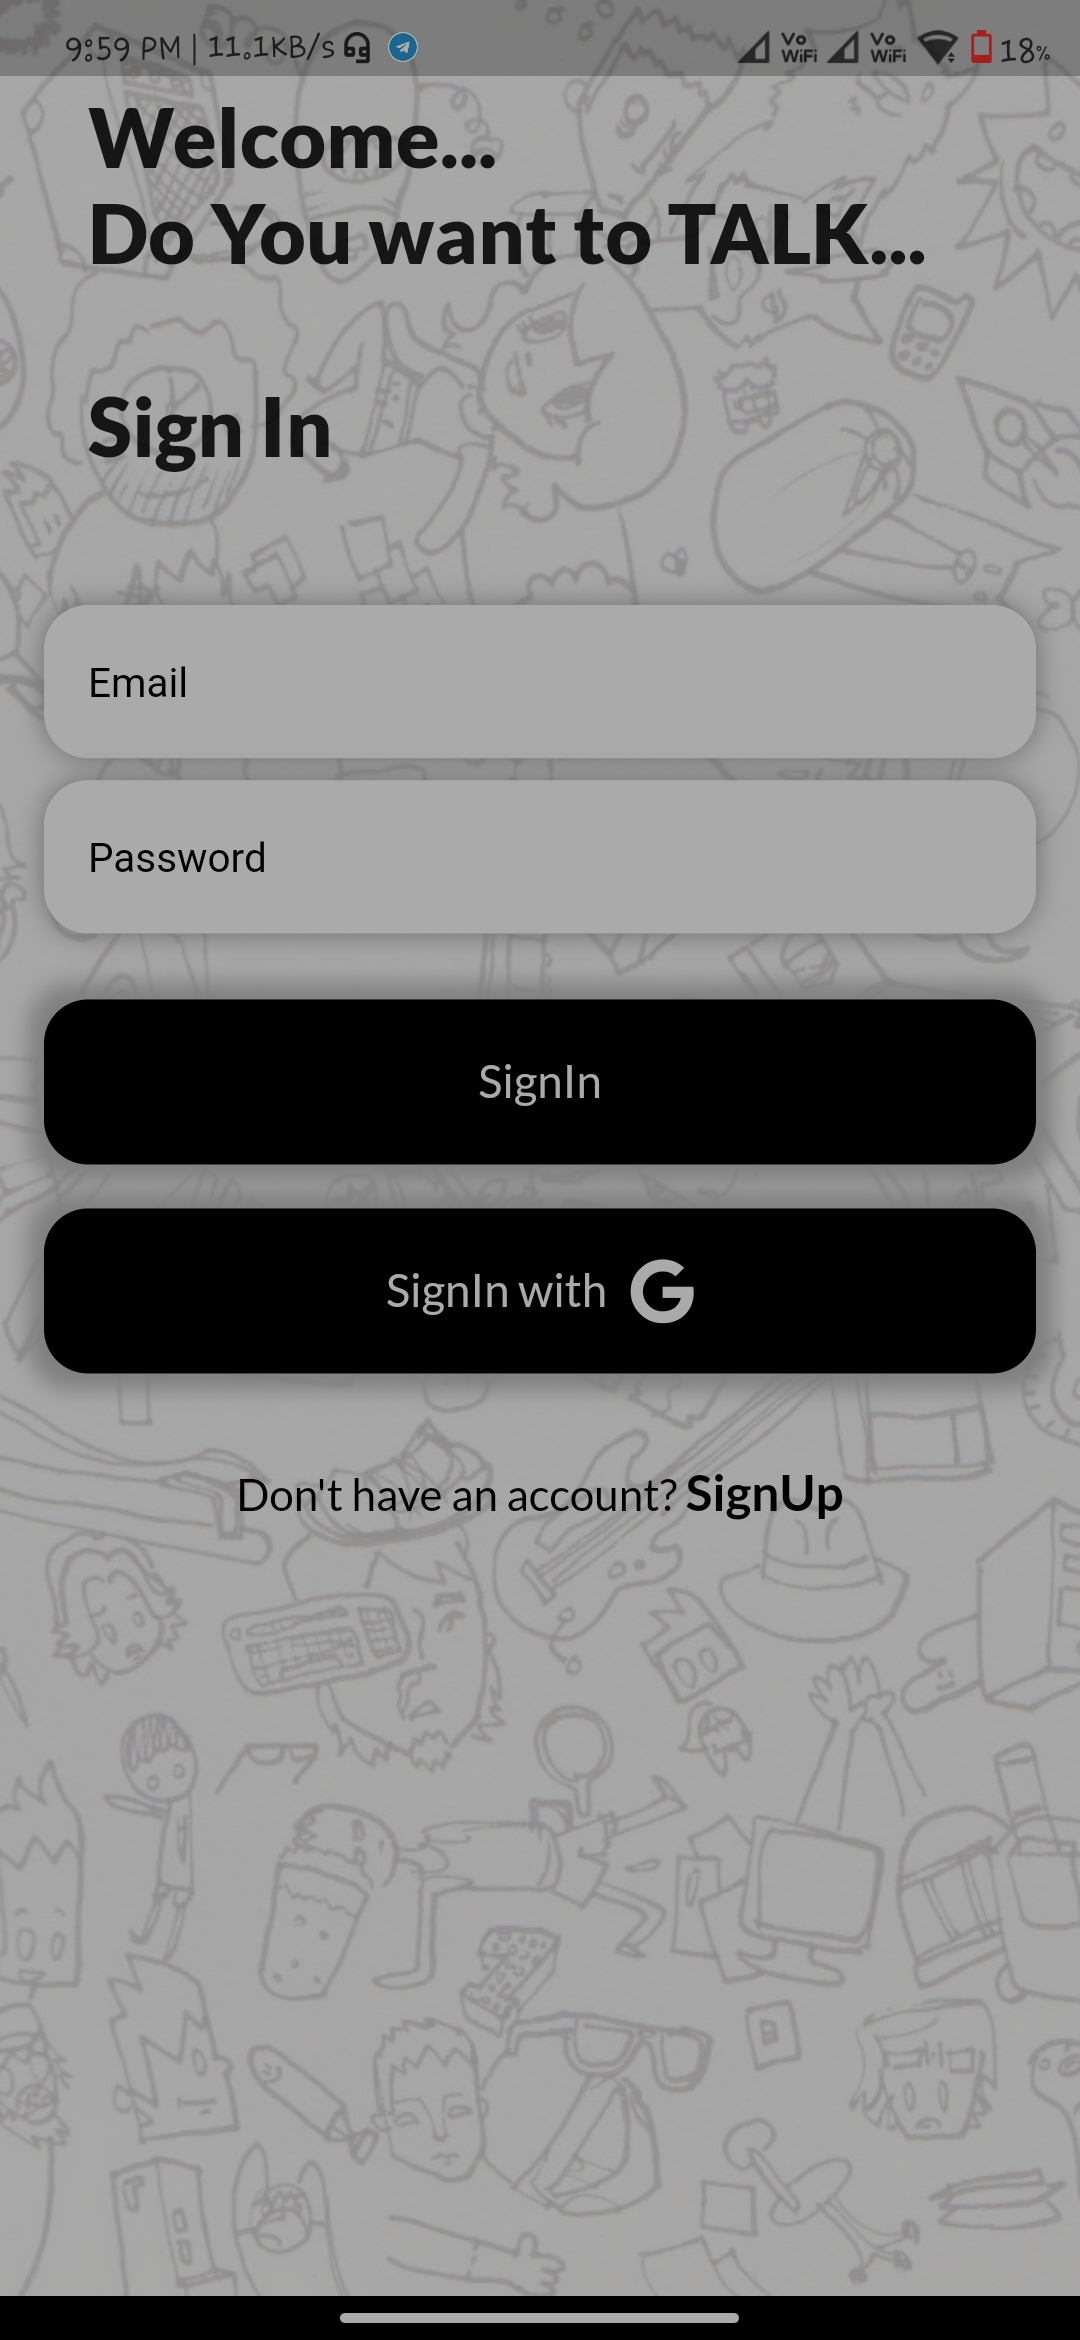 9:59 PM | 11.1KB/s Vo WiFi Vo WiFi 18%
Welcome...
Do You want to TALK...
Sign In
Email
Password
SignIn
SignIn with G
Don't have an account? SignUp